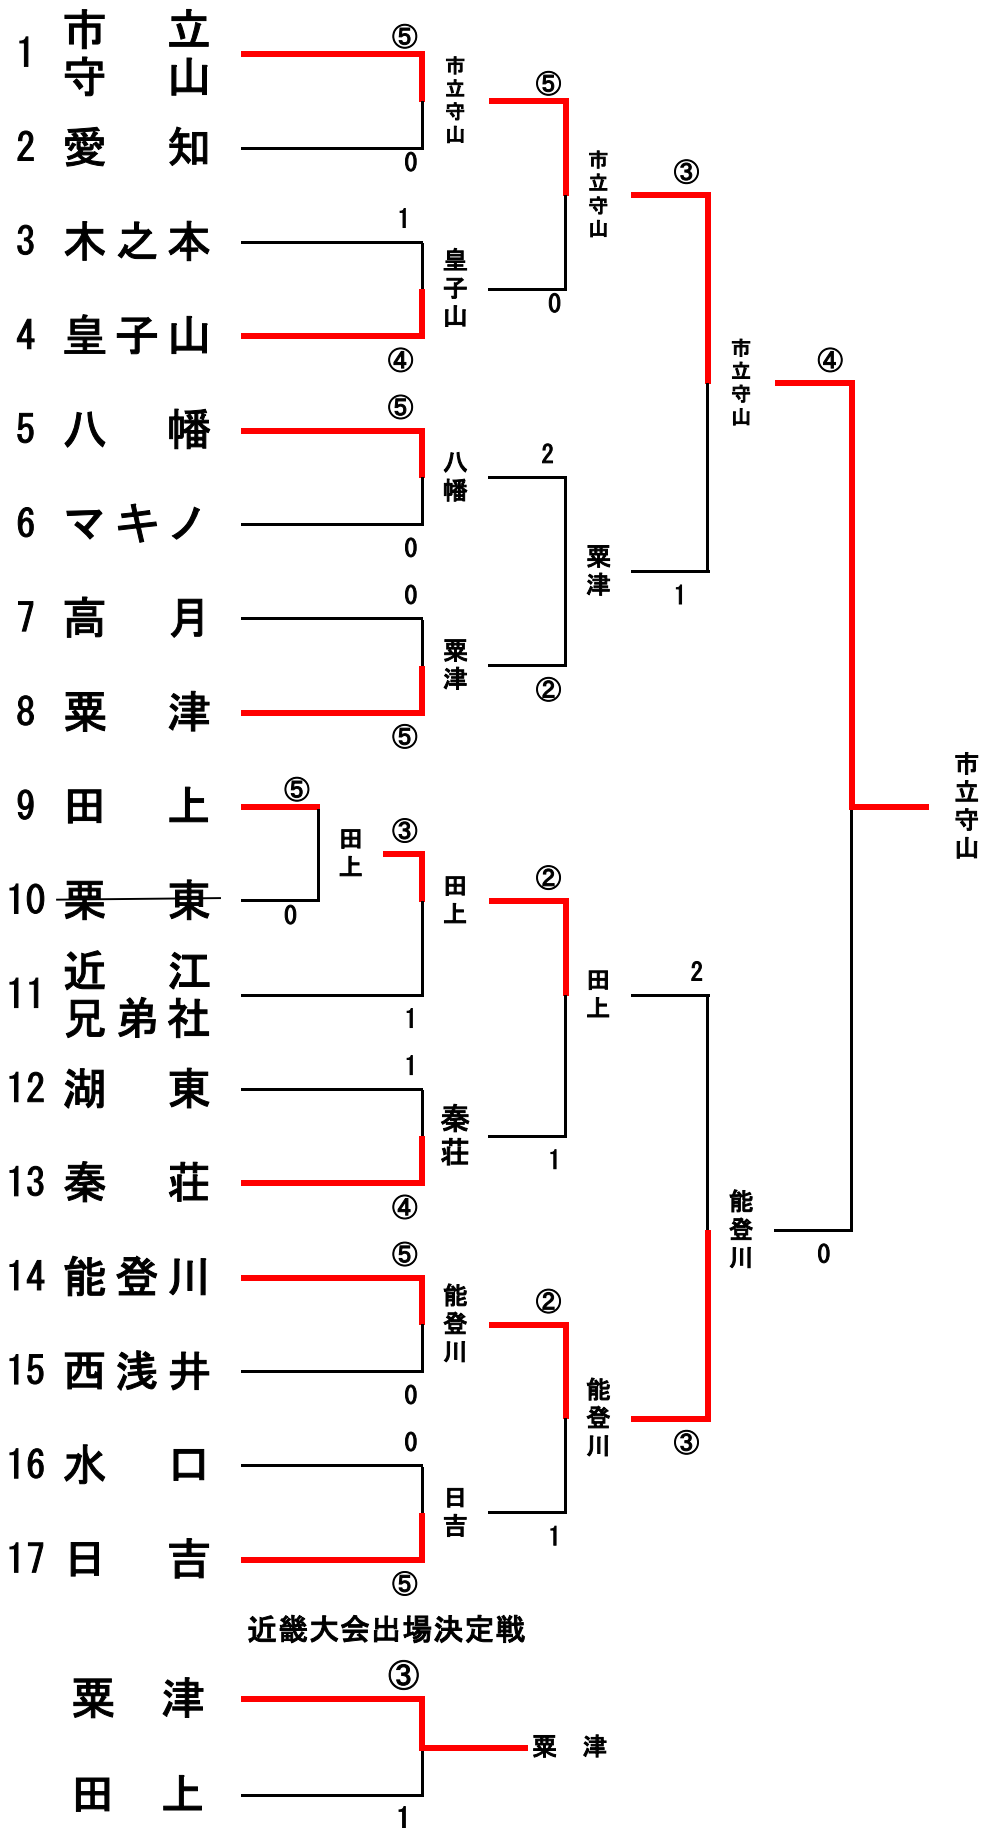 1 市立守山
2 愛知
3 木之本
4 皇子山
5 八幡
6 マキノ
7 高月
8 粟津
9 田上
10 栗東
11 近江兄弟社
12 湖東
13 秦荘
14 能登川
15 西浅井
16 水口
17 日吉
⑤
0
1
④
⑤
0
0
⑤
⑤
0
田上
③
1
1
④
⑤
0
0
⑤
市立守山
皇子山
八幡
粟津
田上
秦荘
能登川
日吉
⑤
0
2
②
②
1
②
1
市立守山
粟津
田上
能登川
③
1
2
③
市立守山
能登川
④
0
市立守山
近畿大会出場決定戦
粟津
田上
③
1
粟津